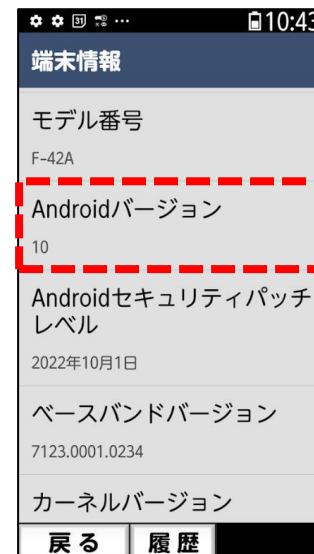 31 … 10:43
端末情報
モデル番号
F-42A
Androidバージョン
10
Androidセキュリティパッチ
レベル
2022年10月1日
ベースバンドバージョン
7123.0001.0234
カーネルバージョン
戻る 履歴